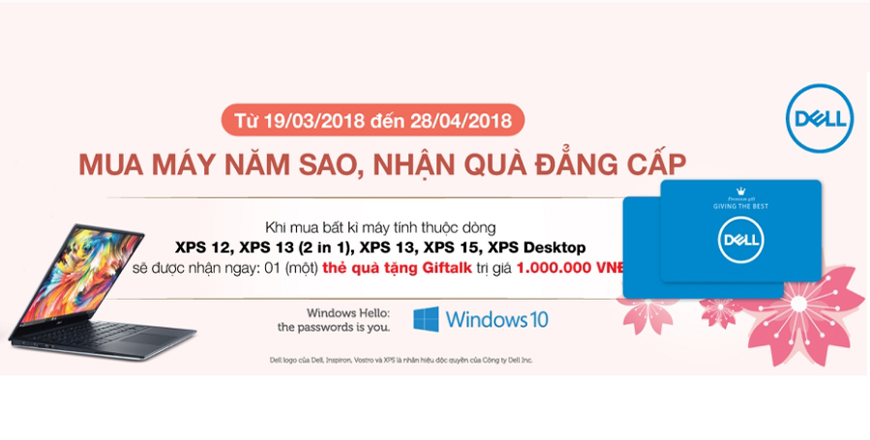 Từ 19/03/2018 đến 28/04/2018
DELL
MUA MÁY NĂM SAO, NHẬN QUÀ ĐẲNG CẤP
Premium gift
GIVING THE BEST
DELL
Khi mua bất kì máy tính thuộc dòng
XPS 12, XPS 13 (2 in 1), XPS 13, XPS 15, XPS Desktop
sẽ được nhận ngay: 01 (một) thẻ quà tặng Giftalk trị giá 1.000.000 VNĐ
Windows Hello:
the passwords is you.
Windows 10
Dell logo của Dell, Inspiron, Vostro và XPS là nhãn hiệu độc quyền của Công ty Dell Inc.